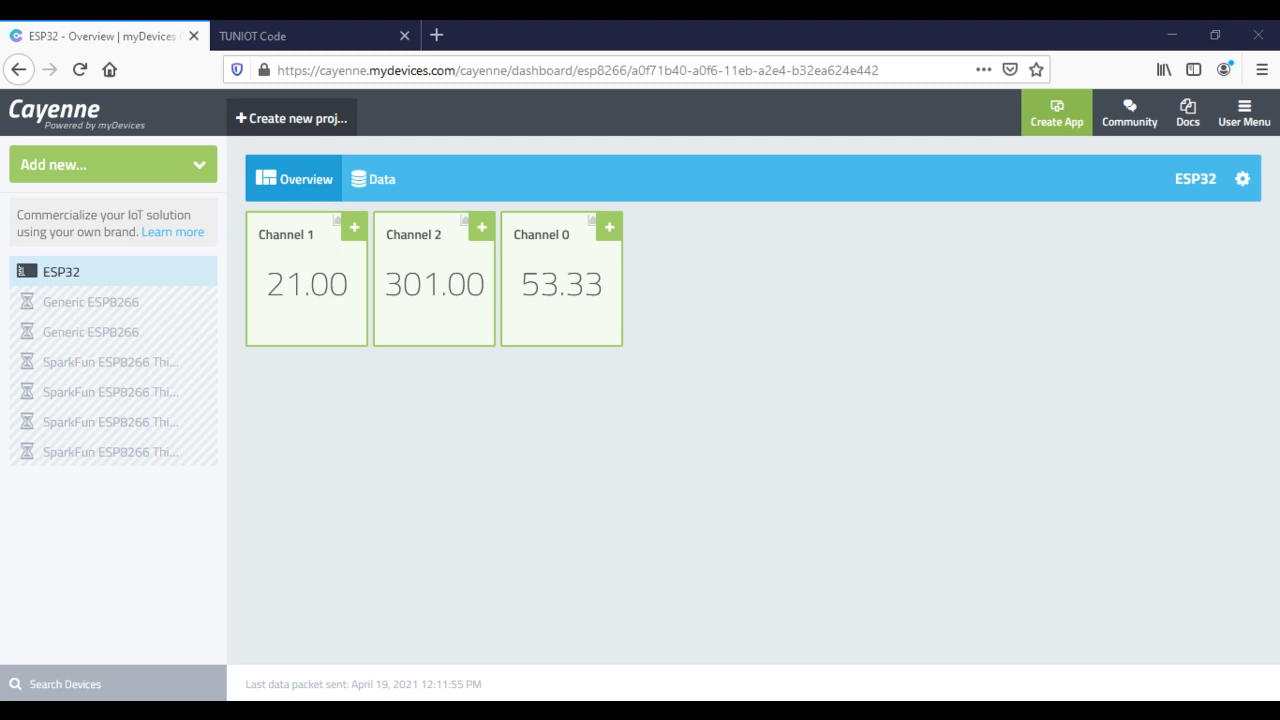 ESP32 - Overview | myDevices
TUNIOT Code
https://cayenne.mydevices.com/cayenne/dashboard/esp8266/a0f71b40-a0f6-11eb-a2e4-b32ea624e442
Cayenne
Powered by myDevices
Create new proj...
Create App
Community
Docs
User Menu
Add new...
Commercialize your IoT solution
using your own brand. Learn more
ESP32
Generic ESP8266
Generic ESP8266
SparkFun ESP8266 Thi...
SparkFun ESP8266 Thi...
SparkFun ESP8266 Thi...
SparkFun ESP8266 Thi...
Overview
Data
ESP32
Channel 1
21.00
Channel 2
301.00
Channel 0
53.33
Search Devices
Last data packet sent: April 19, 2021 12:11:55 PM